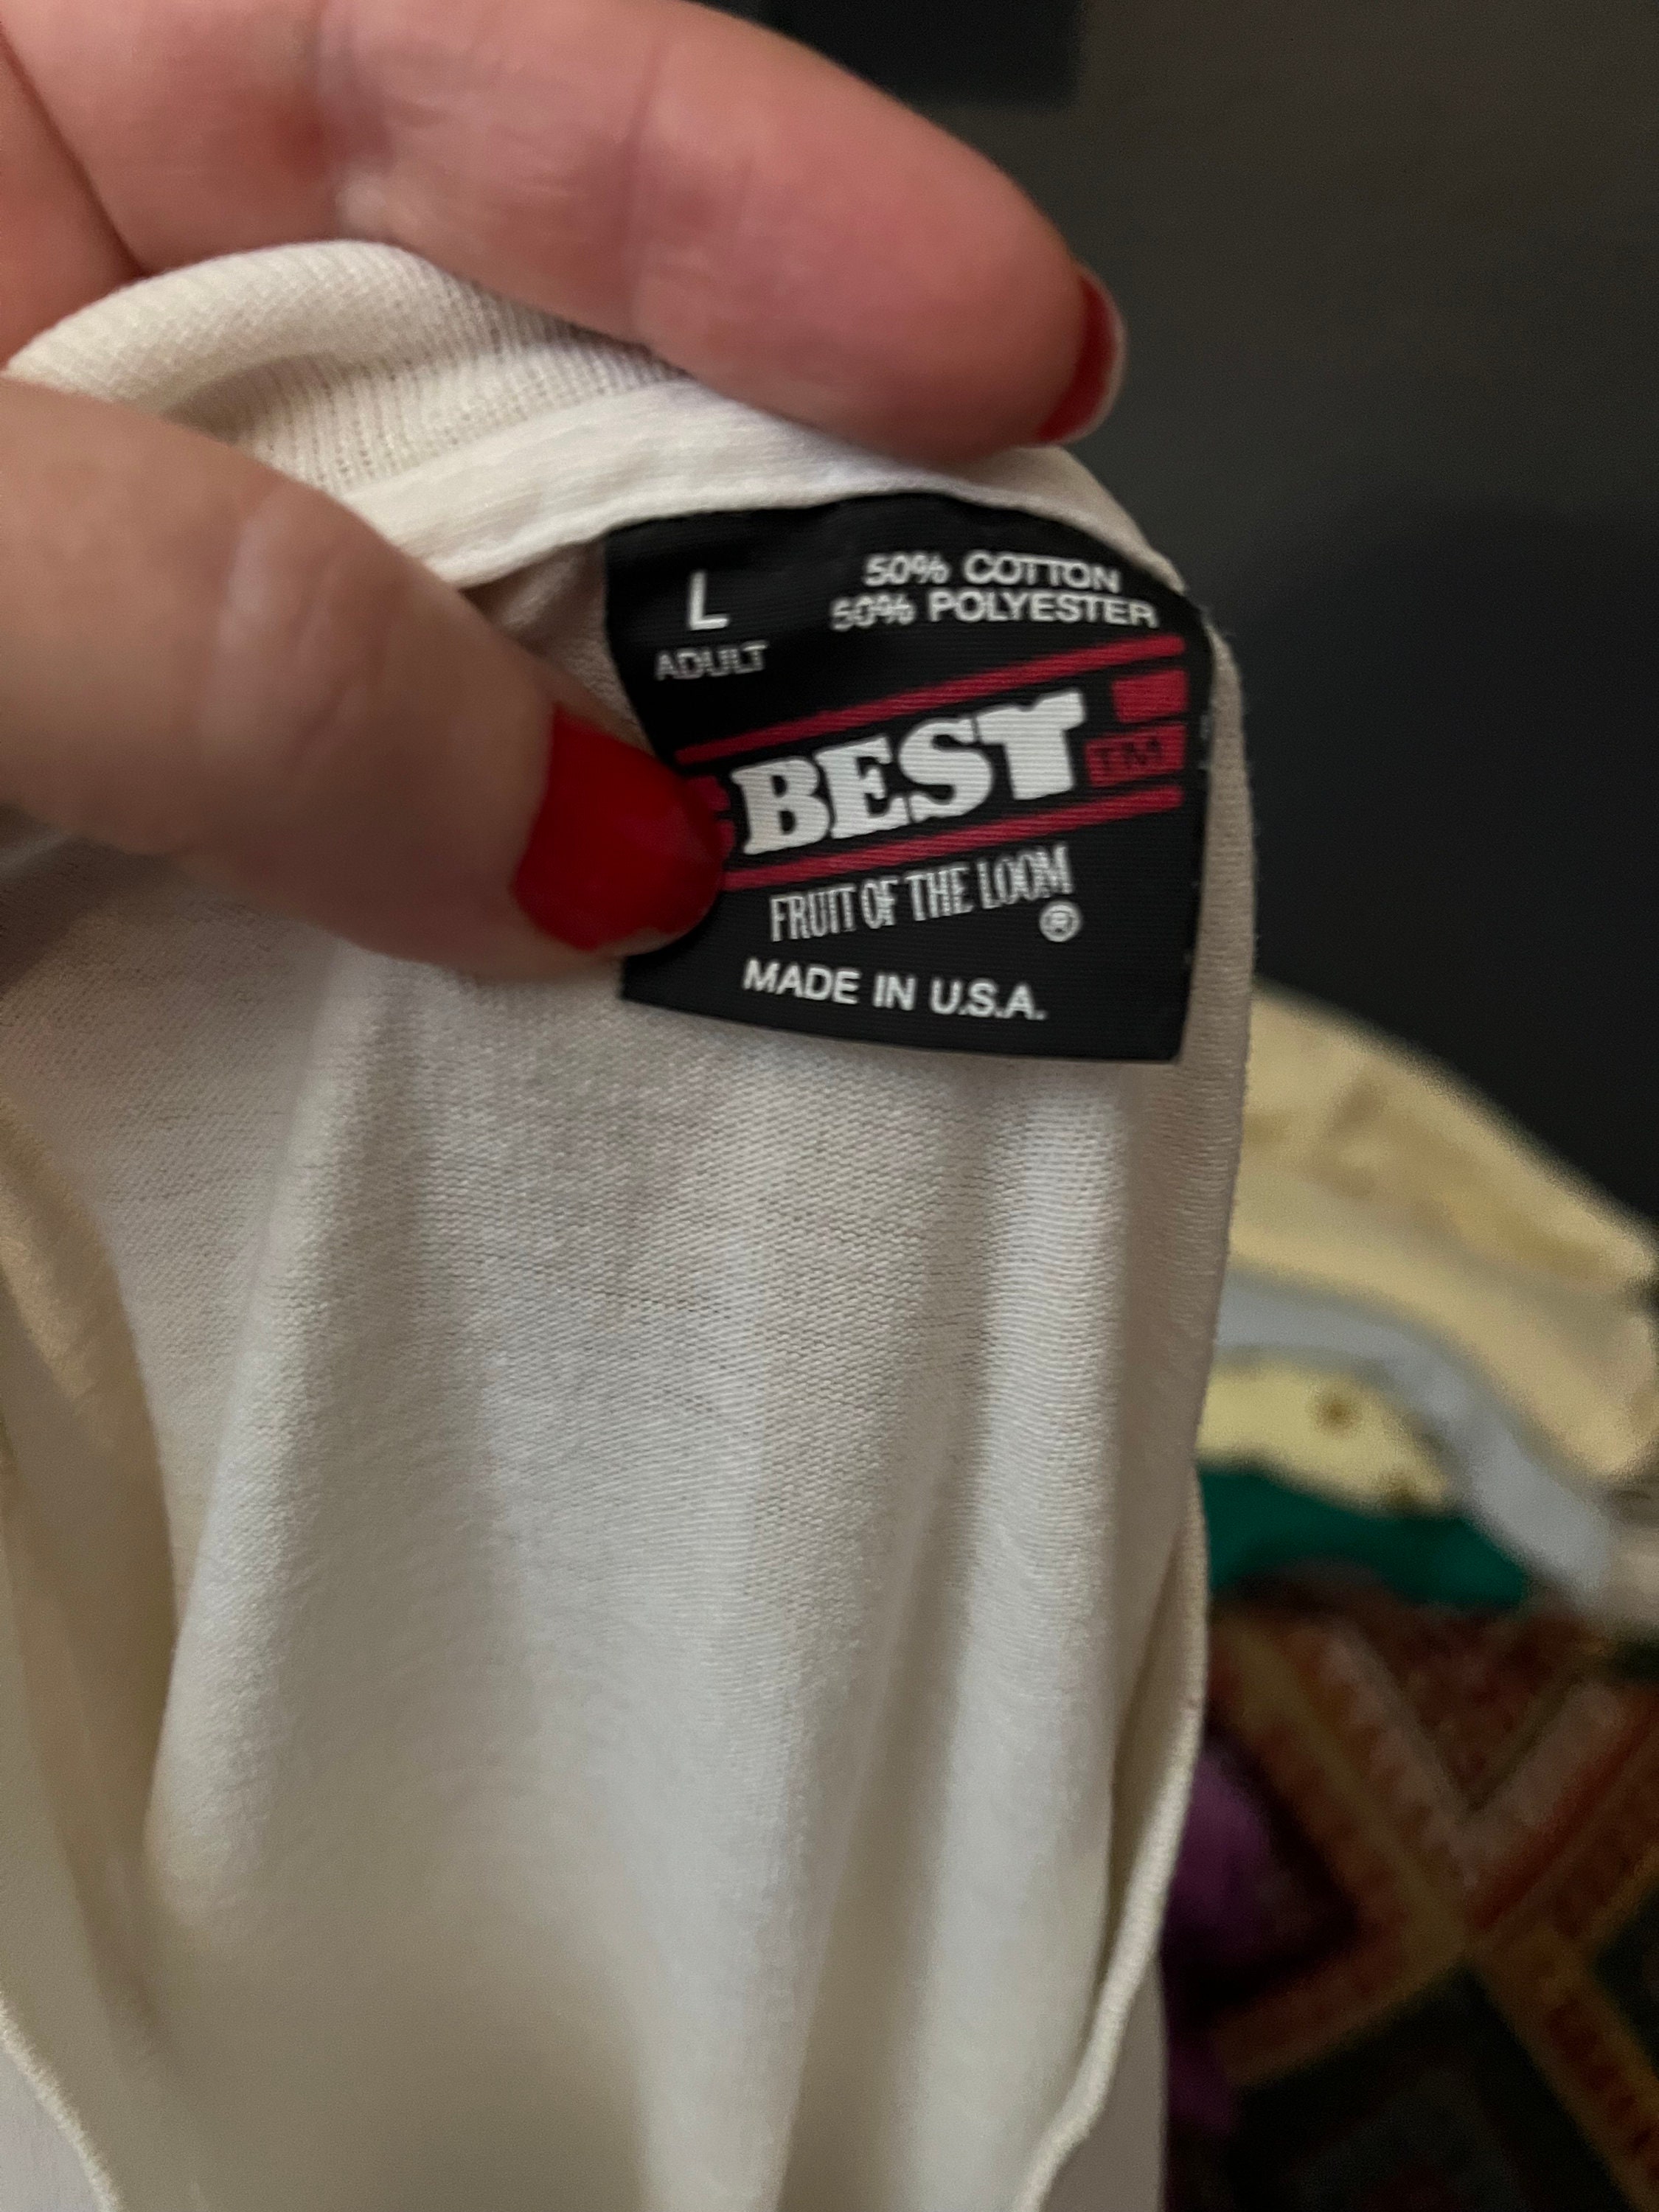 L
ADULT
50% COTTON
50% POLYESTER
BEST
TM
FRUIT OF THE LOOM
®
MADE IN U.S.A.